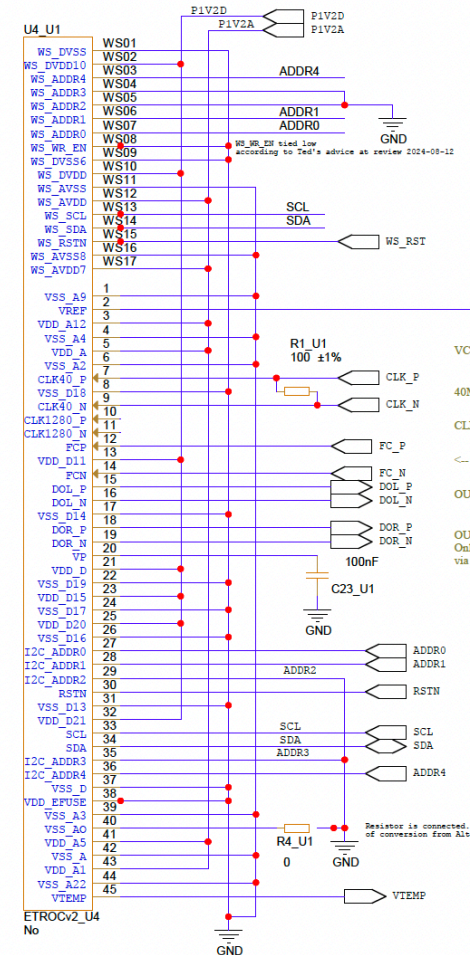 P1V2D P1V2D
P1V2A P1V2A
U4_U1
WS_DVSS WS01
WS_DVDD10 WS02
WS_ADDR4 WS03 ADDR4
WS_ADDR3 WS04
WS_ADDR2 WS05
WS_ADDR1 WS06 ADDR1
WS_ADDR0 WS07 ADDR0
GND
WS_WR_EN WS08 WS_WR_EN tied low
according to Ted's advice at review 2024-08-12
WS_DVSS6 WS09
WS_DVDD WS10
WS_AVSS WS11
WS_AVDD WS12
WS_SCL WS13 SCL
WS_SDA WS14 SDA
WS_RSTN WS15 WS_RST
WS_AVSS8 WS16
WS_AVDD7 WS17
VSS_A9 1
VREF 2
VDD_A12 3
VSS_A4 4
VDD_A 5 R1_U1
VSS_A2 6 100 ±1% VC
CLK40_P 7 CLK_P
VSS_D18 8 40M
CLK40_N 9 CLK_N
CLK1280_P 10
CLK1280_N 11 CL
FCP 12 FC_P
VDD_D11 13 <--
FCN 14 FC_N
DOL_P 15 DOL_P
DOL_N 16 DOL_N OU
VSS_D14 17
DOR_P 18 DOR_P
DOR_N 19 DOR_N OU
Onl
VP 20 100nF via
VDD_D 21
VSS_D19 22 C23_U1
VDD_D15 23
VSS_D17 24
VDD_D20 25 GND
VSS_D16 26
I2C_ADDR0 27 ADDR0
I2C_ADDR1 28 ADDR1
I2C_ADDR2 29 ADDR2
RSTN 30 RSTN
VSS_D13 31
VDD_D21 32
SCL 33 SCL SCL
SDA 34 SDA SDA
I2C_ADDR3 35 ADDR3
I2C_ADDR4 36 ADDR4
VSS_D 37
VDD_EFUSE 38
VSS_A3 39
VSS_A0 40 Resistor is connected.
of conversion from Alt
VDD_A5 41 R4_U1
VSS_A 42 0 GND
VDD_A1 43
VSS_A22 44
VTEMP 45 VTEMP
ETROCv2_U4
No
GND